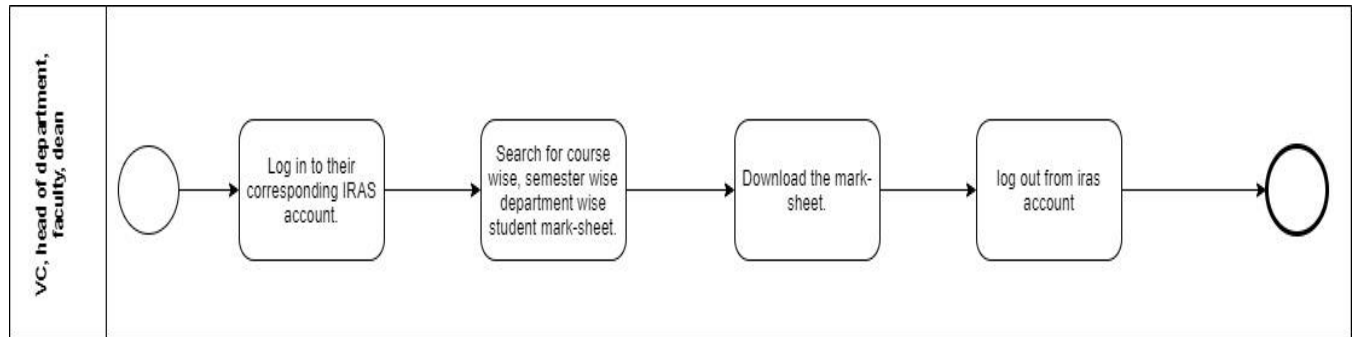 VC, head of department,
faculty, dean
Log in to their
corresponding IRAS
account.
Search for course
wise, semester wise
department wise
student mark-sheet.
Download the mark-
sheet.
log out from iras
account